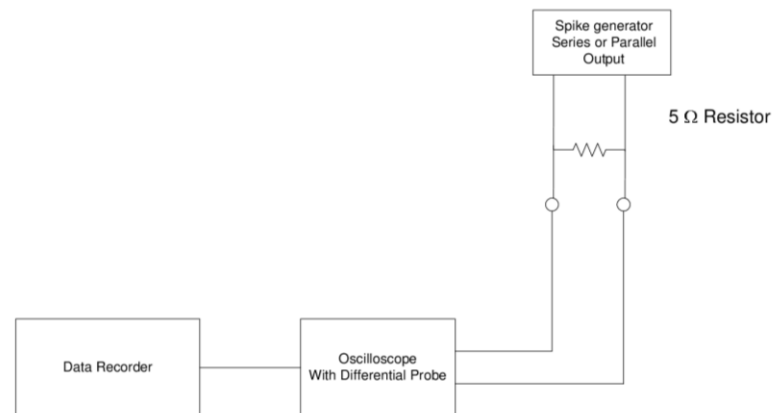 Spike generator
Series or Parallel
Output
5 Ω Resistor
Data Recorder
Oscilloscope
With Differential Probe